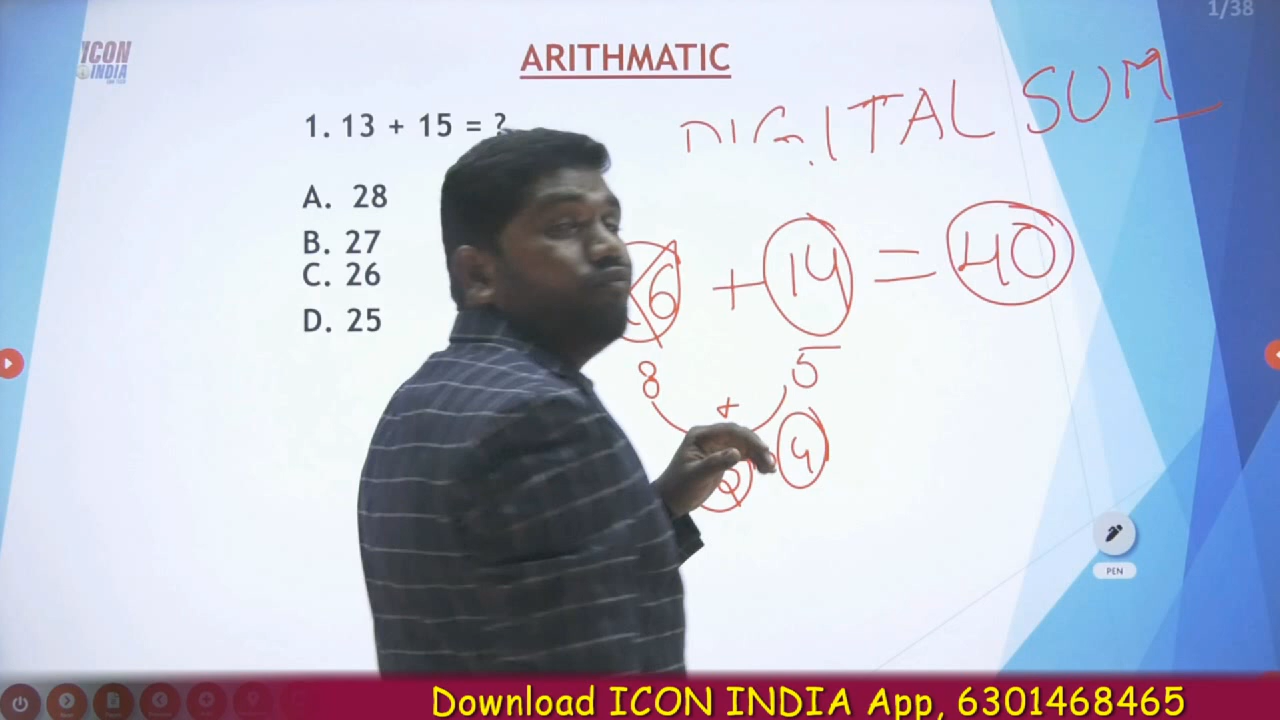 1/38
ICON
INDIA
ARITHMATIC
DIGITAL SUM
1. 13 + 15 = ?
A. 28
B. 27
C. 26
D. 25
6 + 14 = 40
8 5
+
4
PEN
Download ICON INDIA App, 6301468465